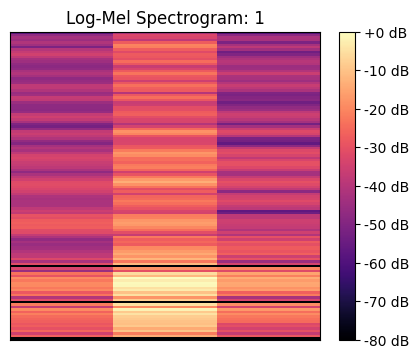 Log-Mel Spectrogram: 1
+0 dB
-10 dB
-20 dB
-30 dB
-40 dB
-50 dB
-60 dB
-70 dB
-80 dB